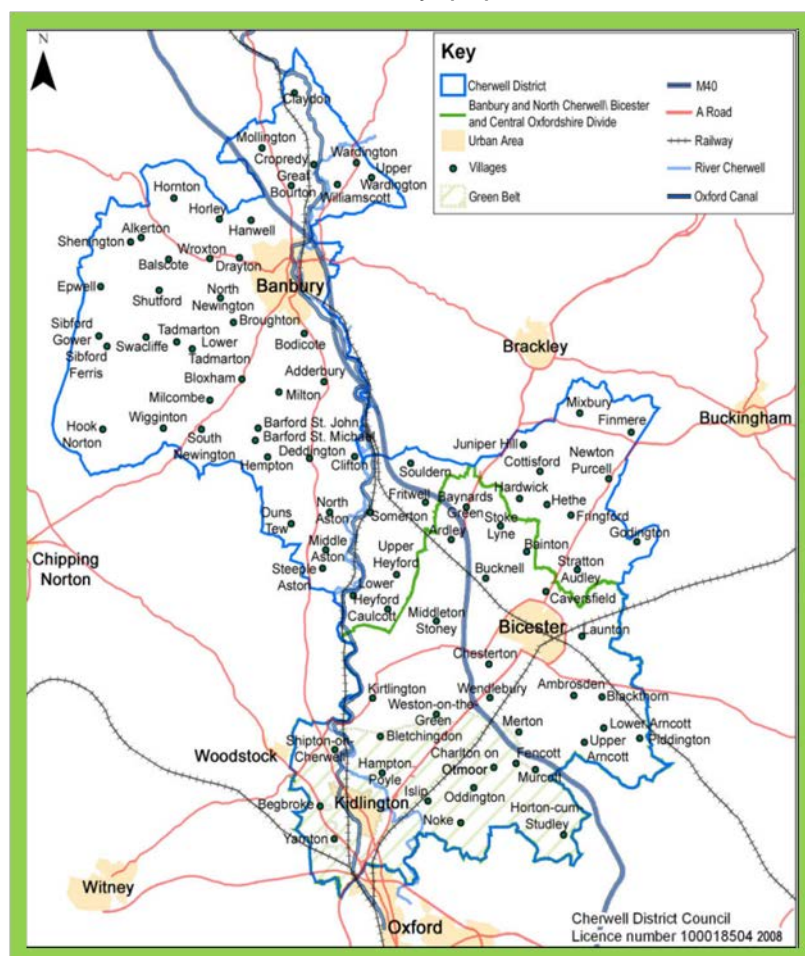 N
Key
Cherwell District
Banbury and North Cherwell\ Bicester
and Central Oxfordshire Divide
Urban Area
Villages
Green Belt
M40
A Road
Railway
River Cherwell
Oxford Canal
Claydon
Mollington
Cropredy
Wardington
Great
Bourton
Upper
Wardington
Williamscott
Hornton
Horley
Hanwell
Alkerton
Shenington
Wroxton
Balscote
Drayton
Epwell
Shutford
North
Newington
Banbury
Broughton
Sibford
Gower
Tadmarton
Swacliffe
Lower
Tadmarton
Sibford
Ferris
Bodicote
Bloxham
Adderbury
Milcombe
Milton
Hook
Norton
Wigginton
South
Newington
Barford St. John
Barford St. Michael
Deddington
Hempton
Clifton
Brackley
Buckingham
Mixbury
Finmere
Juniper Hill
Cottisford
Newton
Purcell
Souldern
Hardwick
Hethe
Fringford
Fritwell
Baynards
Green
Stoke
Lyne
Godington
Duns
Tew
North
Aston
Somerton
Ardley
Bainton
Middle
Aston
Upper
Heyford
Stratton
Audley
Steeple
Aston
Bucknell
Chipping
Norton
Lower
Heyford
Caulcott
Middleton
Stoney
Caversfield
Bicester
Launton
Chesterton
Kirtlington
Weston-on-the-
Green
Wendlebury
Ambrosden
Blackthorn
Merton
Lower Arncott
Piddington
Upper
Arncott
Woodstock
Shipton-on-
Cherwell
Bletchingdon
Charlton on
Otmoor
Fencott
Murcott
Hampton
Poyle
Islip
Oddington
Begbroke
Kidlington
Noke
Horton-cum-
Studley
Yarnton
Witney
Oxford
Cherwell District Council
Licence number 100018504 2008